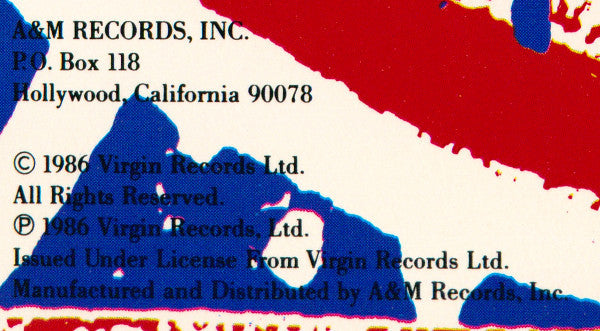 A&M RECORDS, INC.
P.O. Box 118
Hollywood, California 90078
© 1986 Virgin Records Ltd.
All Rights Reserved.
℗ 1986 Virgin Records, Ltd.
Issued Under License From Virgin Records Ltd.
Manufactured and Distributed by A&M Records, Inc.